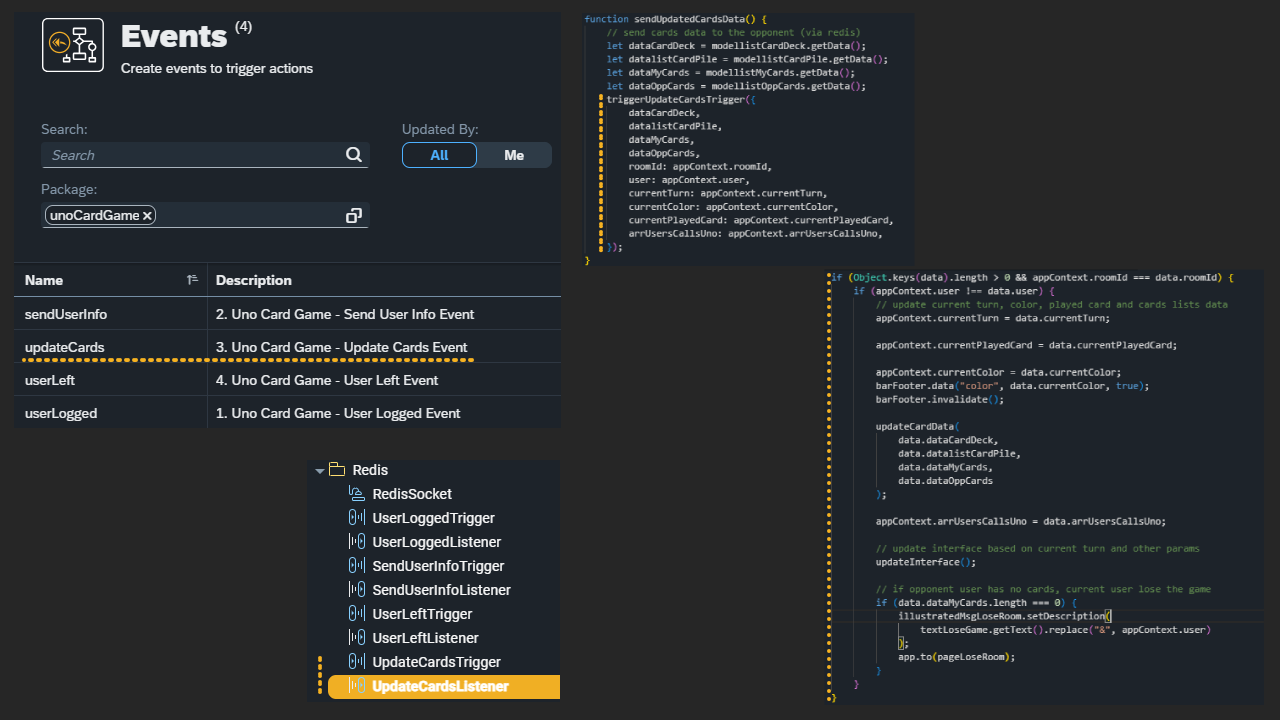 Events (4)
Create events to trigger actions
Search:
Updated By:
Search
All
Me
Package:
unoCardGame
Name
Description
sendUserInfo
2. Uno Card Game - Send User Info Event
updateCards
3. Uno Card Game - Update Cards Event
userLeft
4. Uno Card Game - User Left Event
userLogged
1. Uno Card Game - User Logged Event
Redis
RedisSocket
UserLoggedTrigger
UserLoggedListener
SendUserInfoTrigger
SendUserInfoListener
UserLeftTrigger
UserLeftListener
UpdateCardsTrigger
UpdateCardsListener
function sendUpdatedCardsData() {
// send cards data to the opponent (via redis)
let dataCardDeck = modellistCardDeck.getData();
let datalistCardPile = modellistCardPile.getData();
let dataMyCards = modellistMyCards.getData();
let dataOppCards = modellistOppCards.getData();
triggerUpdateCardsTrigger({
dataCardDeck,
datalistCardPile,
dataMyCards,
dataOppCards,
roomId: appContext.roomId,
user: appContext.user,
currentTurn: appContext.currentTurn,
currentColor: appContext.currentColor,
currentPlayedCard: appContext.currentPlayedCard,
arrUsersCallsUno: appContext.arrUsersCallsUno,
});
}
if (Object.keys(data).length > 0 && appContext.roomId === data.roomId) {
if (appContext.user !== data.user) {
// update current turn, color, played card and cards lists data
appContext.currentTurn = data.currentTurn;
appContext.currentPlayedCard = data.currentPlayedCard;
appContext.currentColor = data.currentColor;
barFooter.data("color", data.currentColor, true);
barFooter.invalidate();
updateCardData(
data.dataCardDeck,
data.datalistCardPile,
data.dataMyCards,
data.dataOppCards
);
appContext.arrUsersCallsUno = data.arrUsersCallsUno;
// update interface based on current turn and other params
updateInterface();
// if opponent user has no cards, current user lose the game
if (data.dataMyCards.length === 0) {
illustratedMsgLoseRoom.setDescription(
textLoseGame.getText().replace("&", appContext.user)
);
app.to(pageLoseRoom);
}
}
}